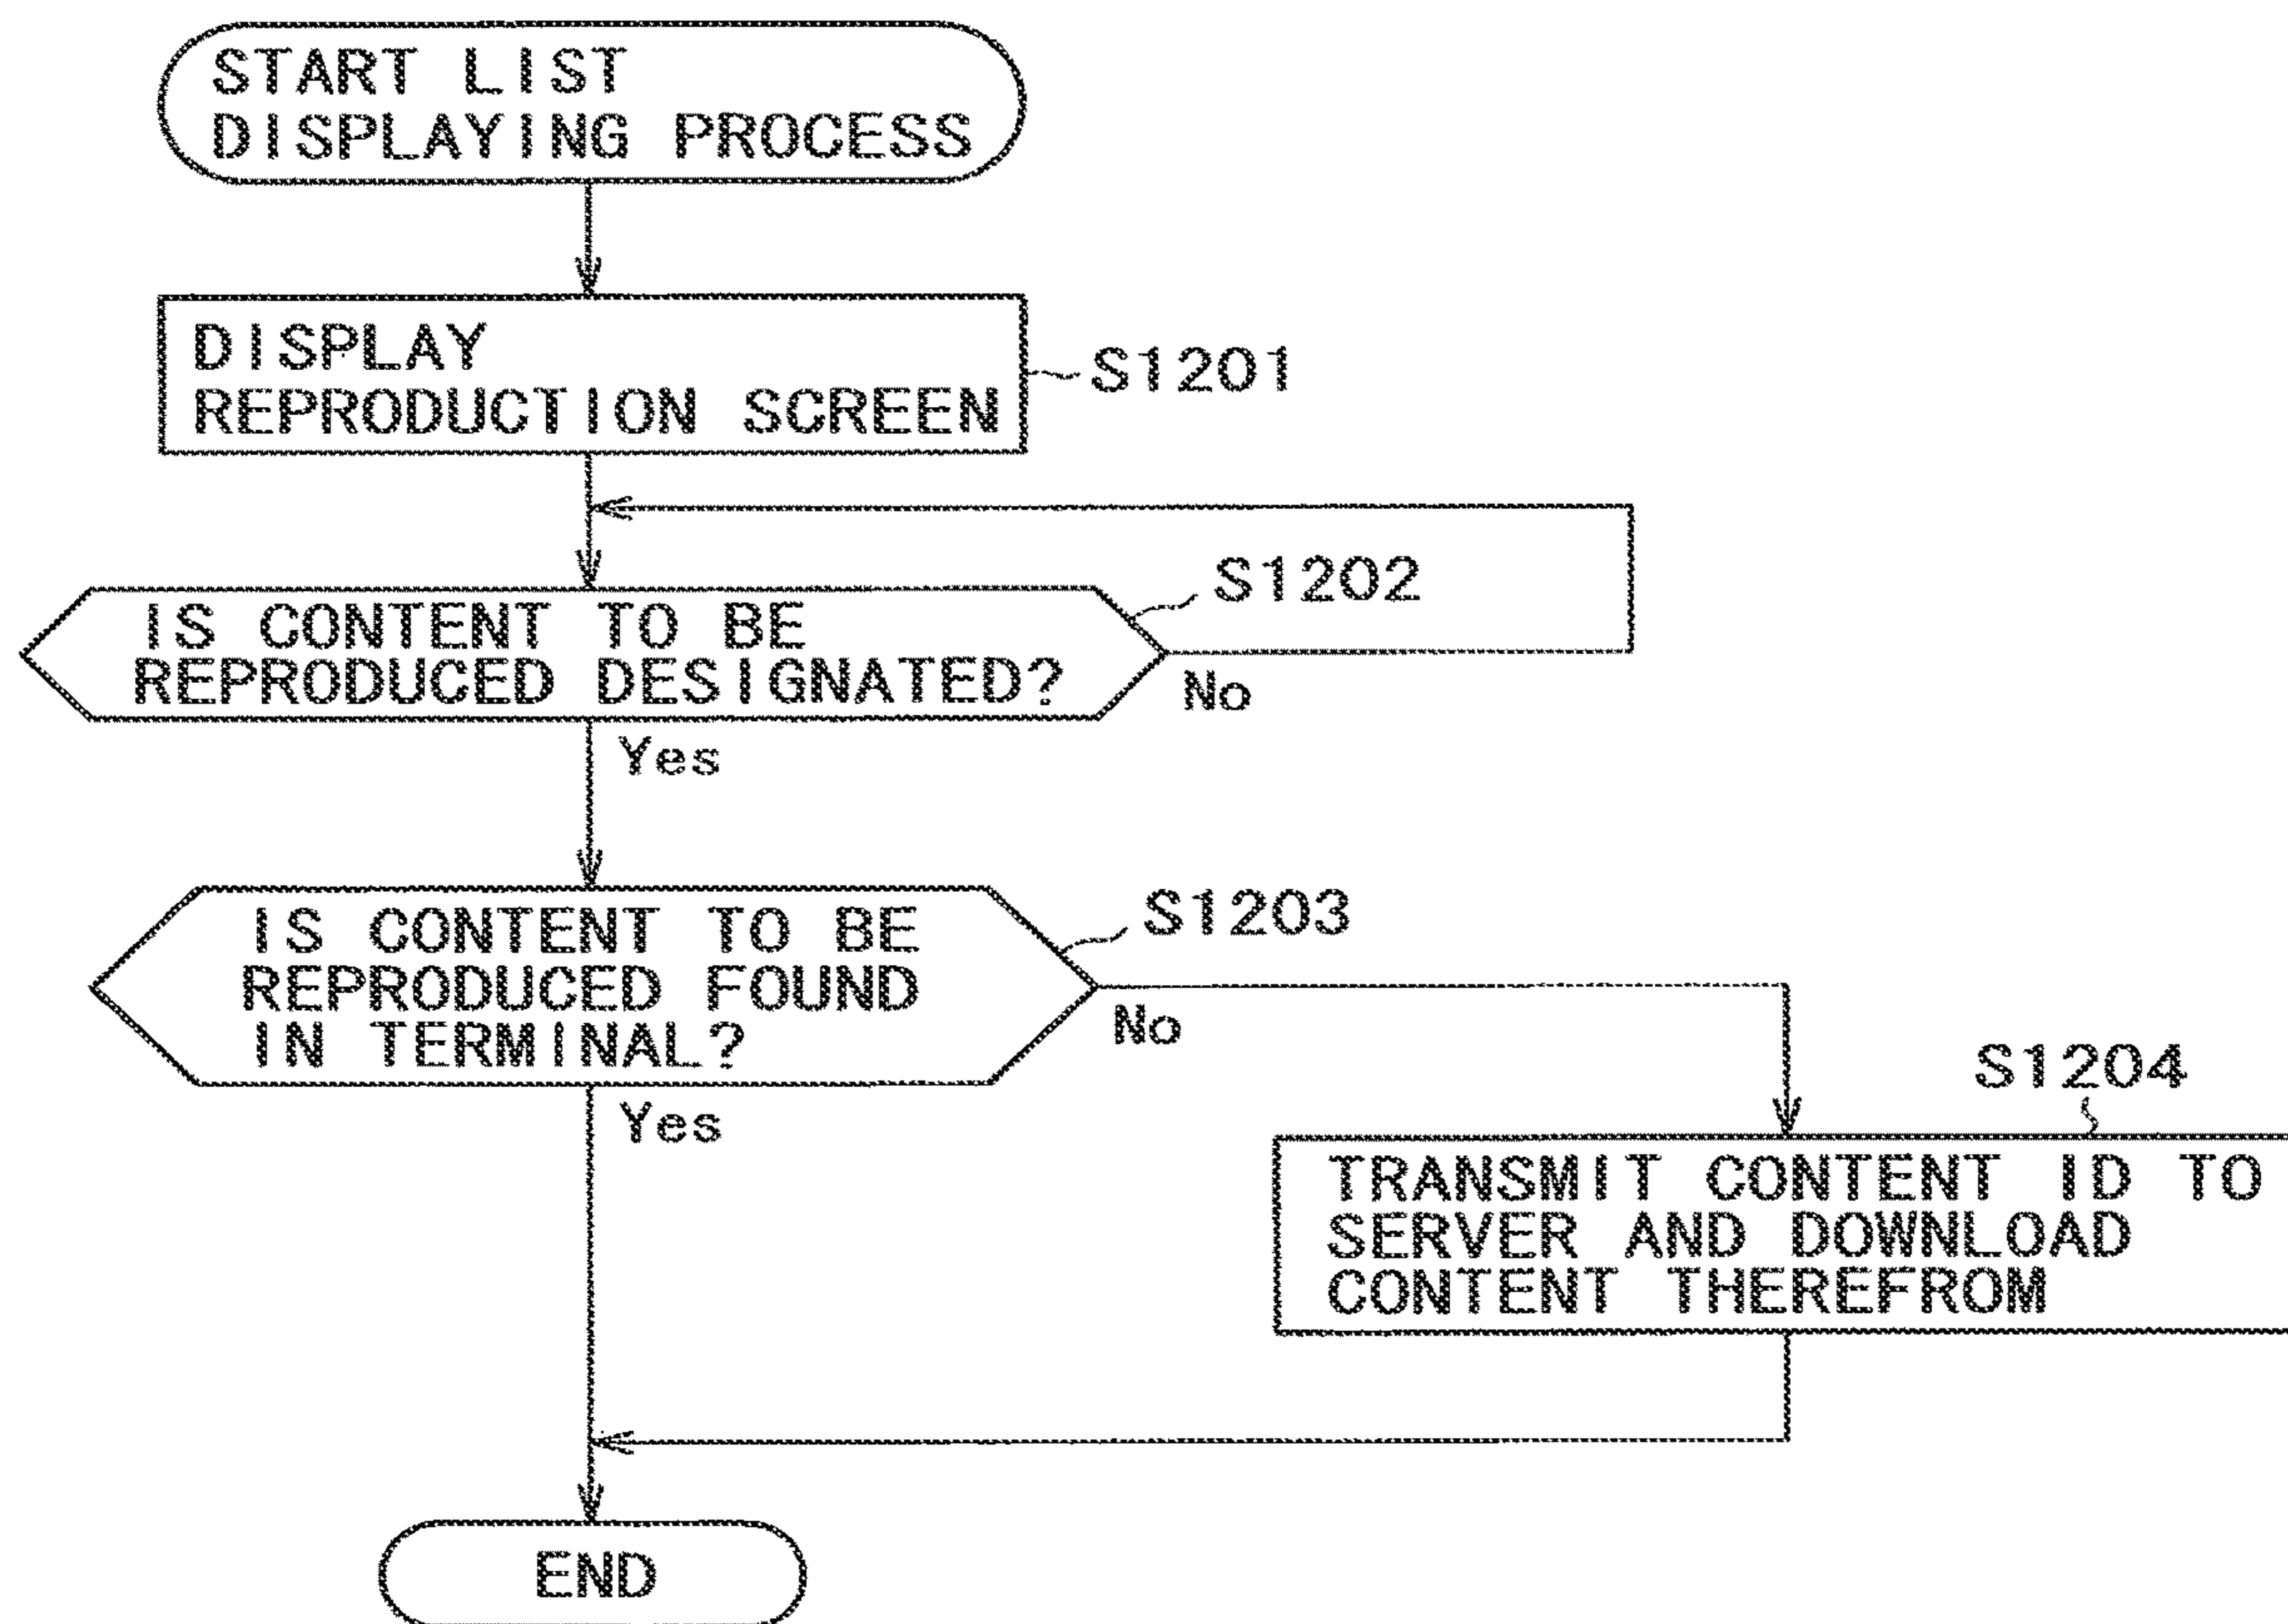 START LIST
DISPLAYING PROCESS
DISPLAY
REPRODUCTION SCREEN
S1201
S1202
IS CONTENT TO BE
REPRODUCED DESIGNATED?
No
Yes
S1203
IS CONTENT TO BE
REPRODUCED FOUND
IN TERMINAL?
No
Yes
S1204
TRANSMIT CONTENT ID TO
SERVER AND DOWNLOAD
CONTENT THEREFROM
END